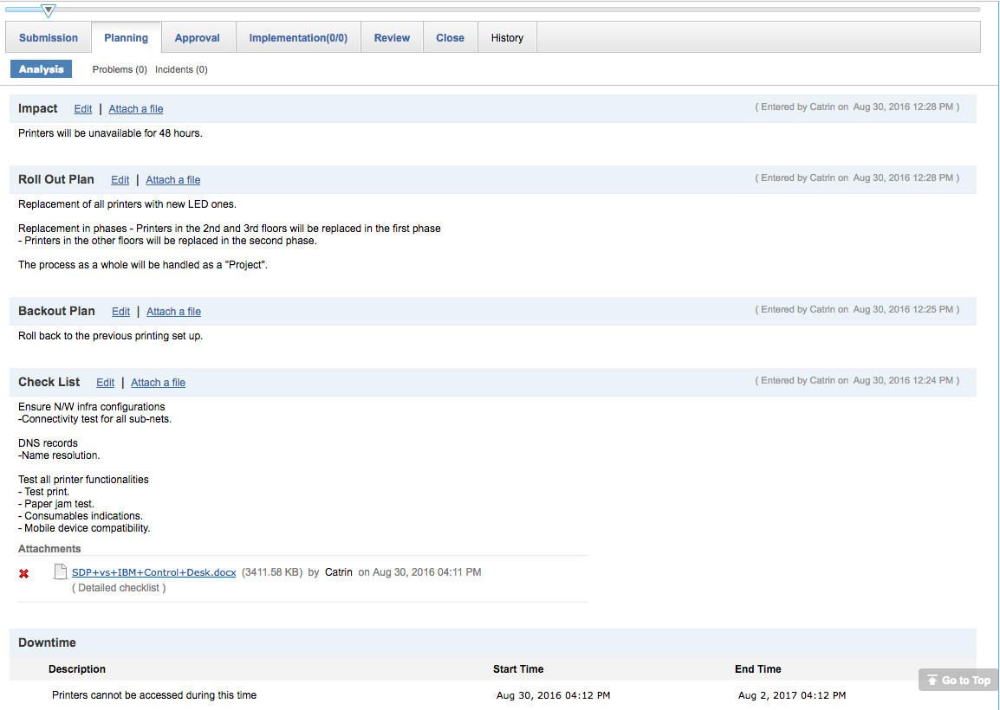 Submission Planning Approval Implementation(0/0) Review Close History
Analysis Problems (0) Incidents (0)
Impact Edit | Attach a file ( Entered by Catrin on Aug 30, 2016 12:28 PM )
Printers will be unavailable for 48 hours.
Roll Out Plan Edit | Attach a file ( Entered by Catrin on Aug 30, 2016 12:28 PM )
Replacement of all printers with new LED ones.
Replacement in phases - Printers in the 2nd and 3rd floors will be replaced in the first phase
- Printers in the other floors will be replaced in the second phase.
The process as a whole will be handled as a "Project".
Backout Plan Edit | Attach a file ( Entered by Catrin on Aug 30, 2016 12:25 PM )
Roll back to the previous printing set up.
Check List Edit | Attach a file ( Entered by Catrin on Aug 30, 2016 12:24 PM )
Ensure N/W infra configurations
-Connectivity test for all sub-nets.
DNS records
-Name resolution.
Test all printer functionalities
- Test print.
- Paper jam test.
- Consumables indications.
- Mobile device compatibility.
Attachments
SDP+vs+IBM+Control+Desk.docx (3411.58 KB) by Catrin on Aug 30, 2016 04:11 PM
( Detailed checklist )
Downtime
Description Start Time End Time
Go to Top
Printers cannot be accessed during this time Aug 30, 2016 04:12 PM Aug 2, 2017 04:12 PM